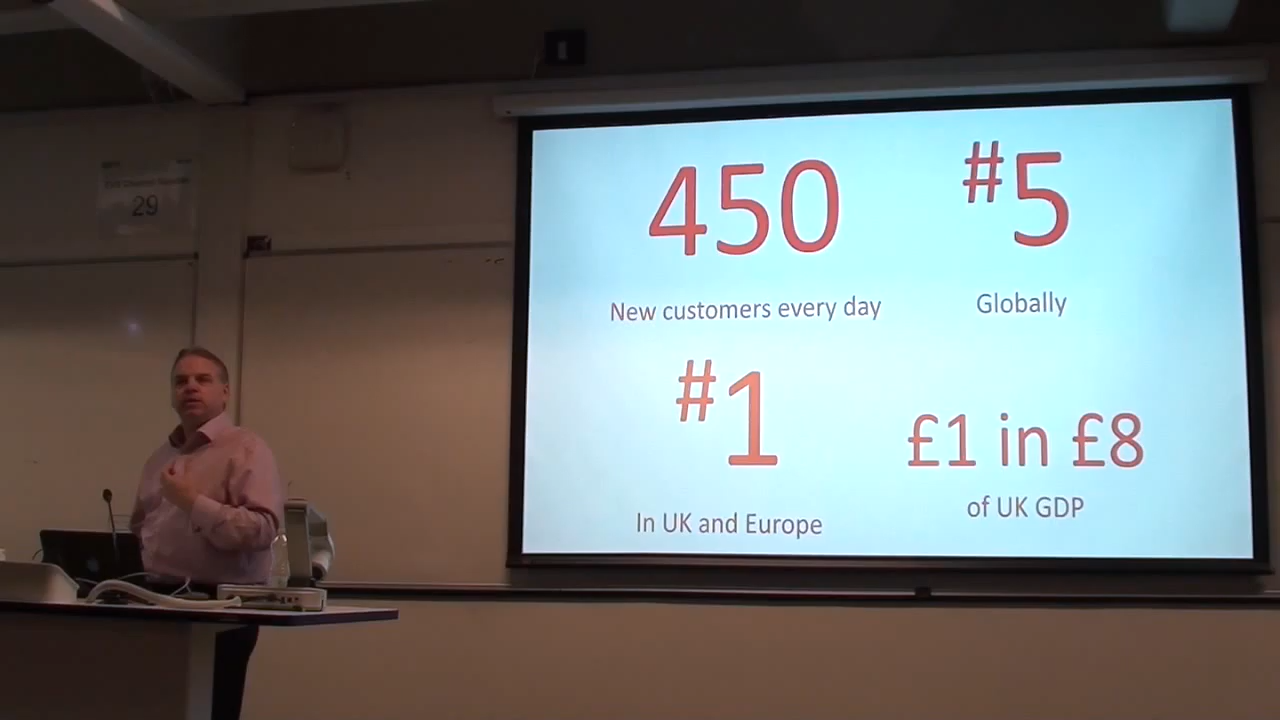 450
New customers every day
#5
Globally
#1
In UK and Europe
£1 in £8
of UK GDP
29